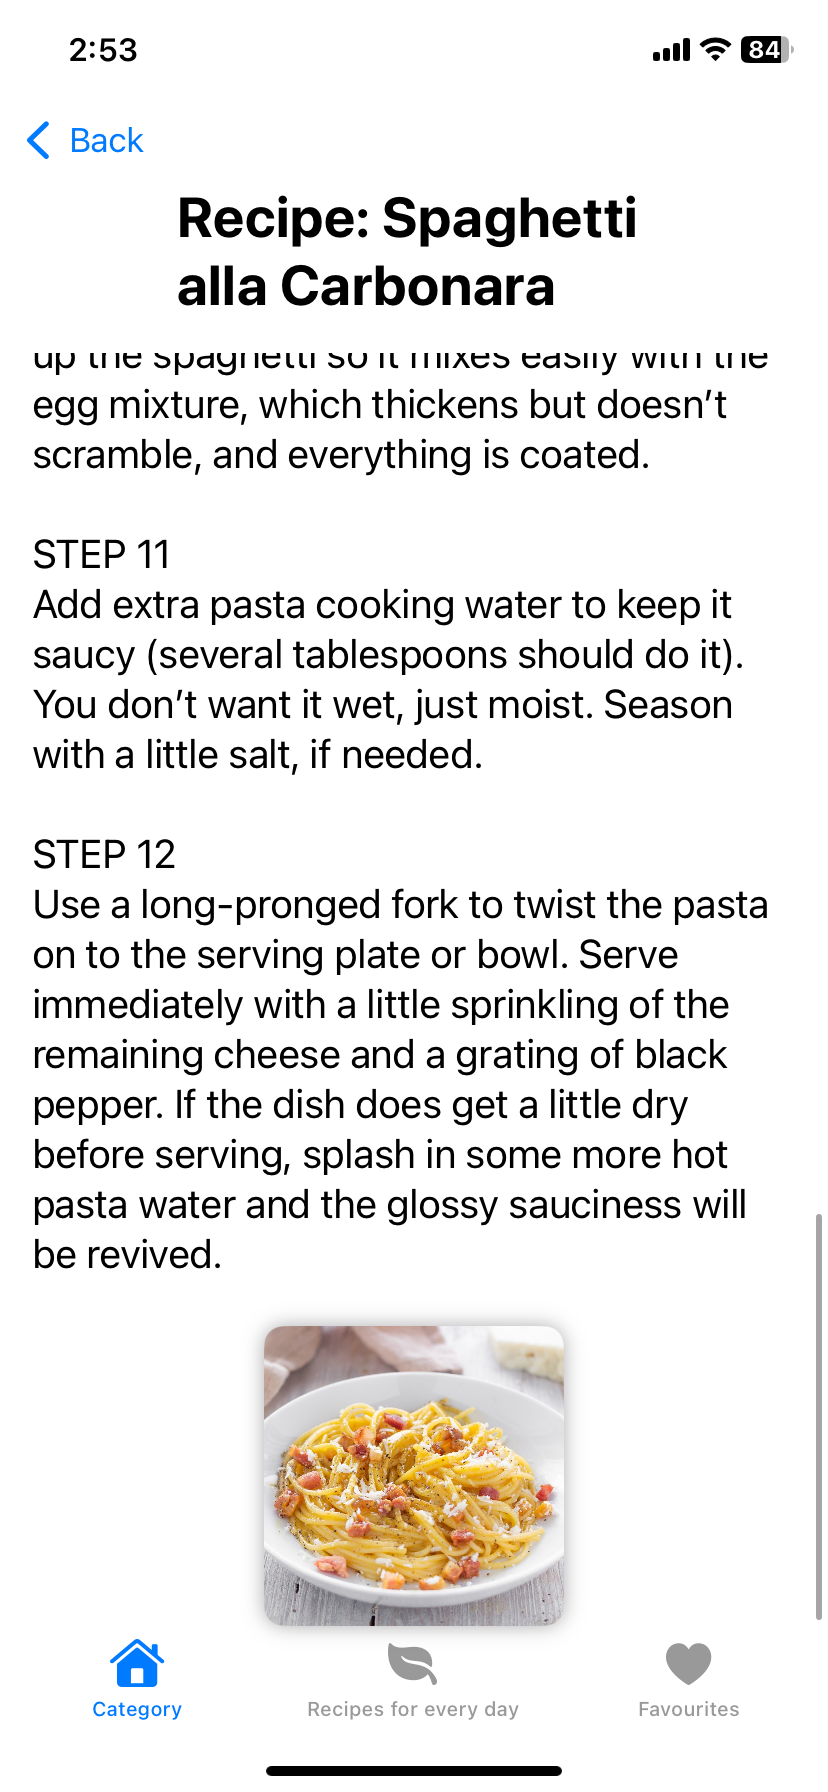 2:53
84
Back
Recipe: Spaghetti
alla Carbonara
up the spaghetti so it mixes easily with the
egg mixture, which thickens but doesn’t
scramble, and everything is coated.
STEP 11
Add extra pasta cooking water to keep it
saucy (several tablespoons should do it).
You don’t want it wet, just moist. Season
with a little salt, if needed.
STEP 12
Use a long-pronged fork to twist the pasta
on to the serving plate or bowl. Serve
immediately with a little sprinkling of the
remaining cheese and a grating of black
pepper. If the dish does get a little dry
before serving, splash in some more hot
pasta water and the glossy sauciness will
be revived.
Category
Recipes for every day
Favourites